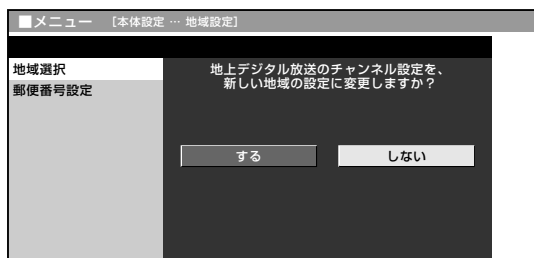 ■メニュー [本体設定 … 地域設定]
地域選択
郵便番号設定
地上デジタル放送のチャンネル設定を、
新しい地域の設定に変更しますか？
する
しない